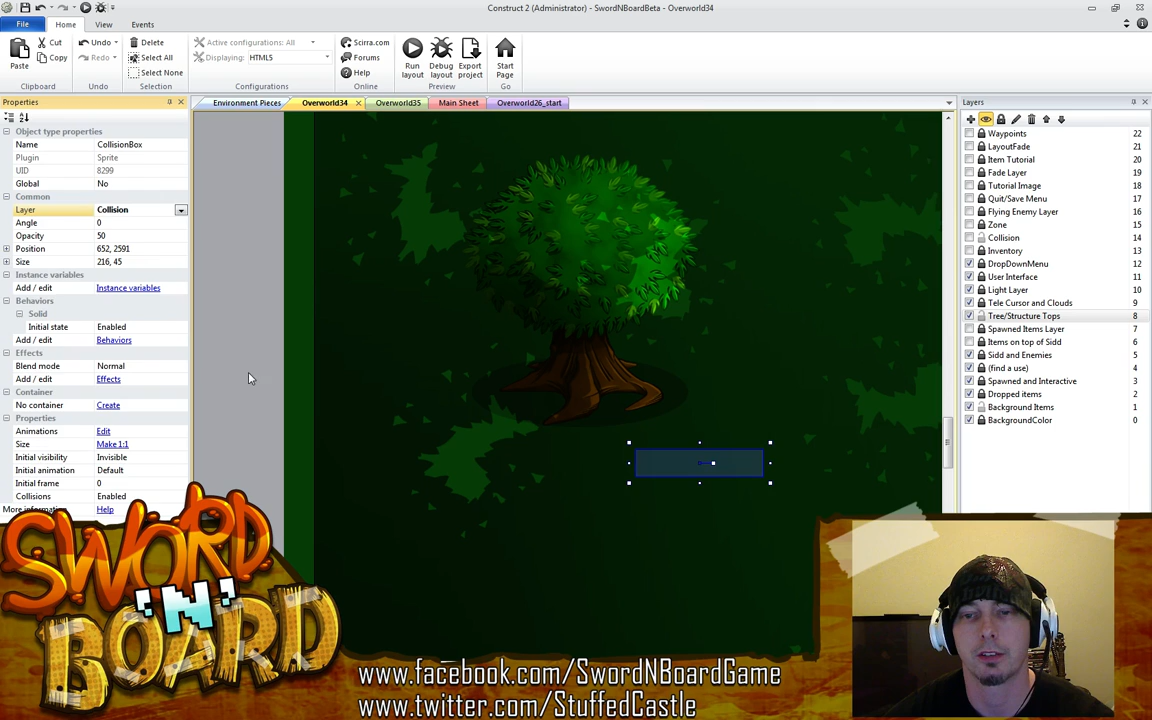 Construct 2 (Administrator) - SwordNBoardBeta - Overworld34
File
Home
View
Events
Paste
Cut
Copy
Clipboard
Undo
Redo
Undo
Delete
Select All
Select None
Selection
Active configurations: All
Displaying: HTML5
Configurations
Scirra.com
Forums
Help
Online
Run layout
Debug layout
Export project
Preview
Start Page
Go
Properties
Environment Pieces
Overworld34
Overworld35
Main Sheet
Overworld26_start
Layers
Object type properties
Name CollisionBox
Plugin Sprite
UID 8299
Global No
Common
Layer Collision
Angle 0
Opacity 50
Position 652, 2591
Size 216, 45
Instance variables
Add / edit Instance variables
Behaviors
Solid
Initial state Enabled
Add / edit Behaviors
Effects
Blend mode Normal
Add / edit Effects
Container
No container Create
Properties
Animations Edit
Size Make 1:1
Initial visibility Invisible
Initial animation Default
Initial frame 0
Collisions Enabled
More information Help
Waypoints 22
LayoutFade 21
Item Tutorial 20
Fade Layer 19
Tutorial Image 18
Quit/Save Menu 17
Flying Enemy Layer 16
Zone 15
Collision 14
Inventory 13
DropDownMenu 12
User Interface 11
Light Layer 10
Tele Cursor and Clouds 9
Tree/Structure Tops 8
Spawned Items Layer 7
Items on top of Sidd 6
Sidd and Enemies 5
(find a use) 4
Spawned and Interactive 3
Dropped items 2
Background Items 1
BackgroundColor 0
SWORD
'N'
BOARD
www.facebook.com/SwordNBoardGame
www.twitter.com/StuffedCastle